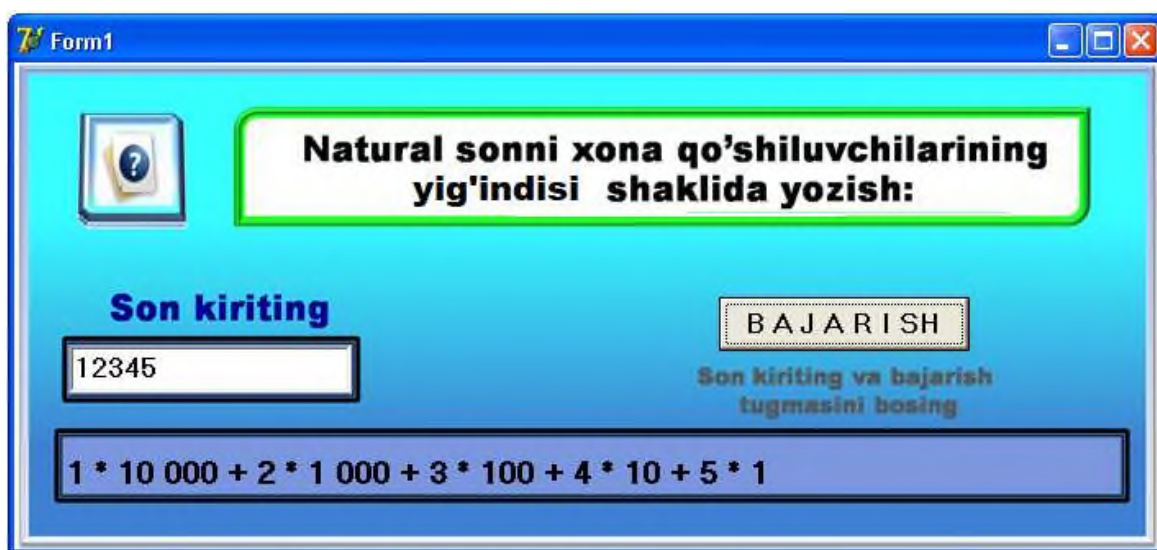 Form1
Natural sonni xona qo'shiluvchilarining
yig'indisi shaklida yozish:
Son kiriting
BAJARISH
12345
Son kiriting va bajarish
tugmasini bosing
1 * 10 000 + 2 * 1 000 + 3 * 100 + 4 * 10 + 5 * 1